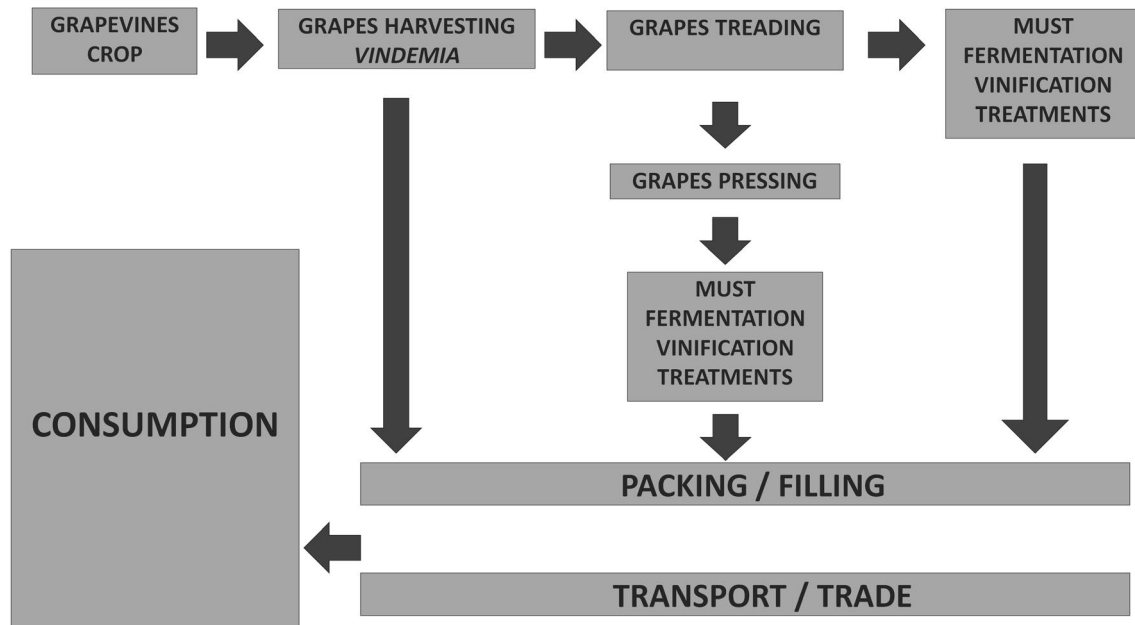 GRAPEVINES
CROP
GRAPES HARVESTING
VINDEMIA
GRAPES TREADING
MUST
FERMENTATION
VINIFICATION
TREATMENTS
GRAPES PRESSING
MUST
FERMENTATION
VINIFICATION
TREATMENTS
CONSUMPTION
PACKING / FILLING
TRANSPORT / TRADE